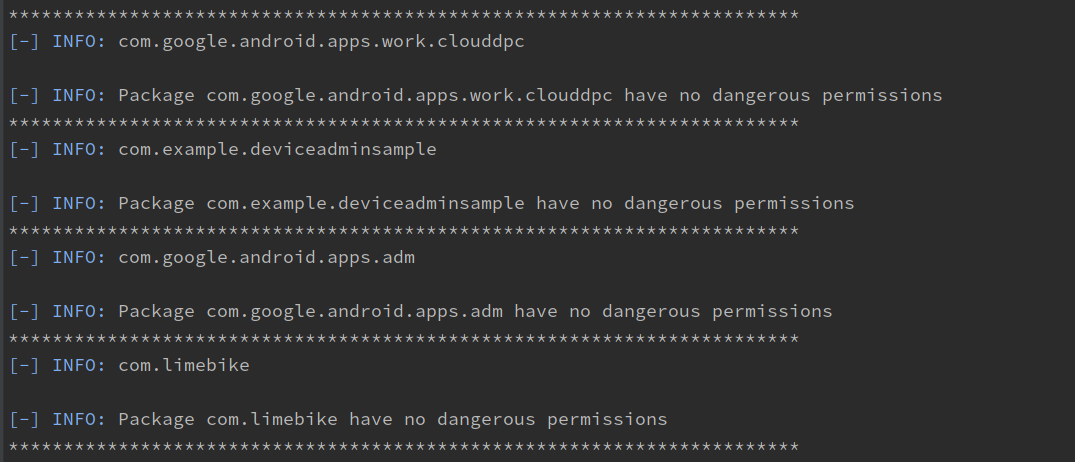 ************************************************************************
[-] INFO: com.google.android.apps.work.clouddpc
[-] INFO: Package com.google.android.apps.work.clouddpc have no dangerous permissions
************************************************************************
[-] INFO: com.example.deviceadminsample
[-] INFO: Package com.example.deviceadminsample have no dangerous permissions
************************************************************************
[-] INFO: com.google.android.apps.adm
[-] INFO: Package com.google.android.apps.adm have no dangerous permissions
************************************************************************
[-] INFO: com.limebike
[-] INFO: Package com.limebike have no dangerous permissions
************************************************************************